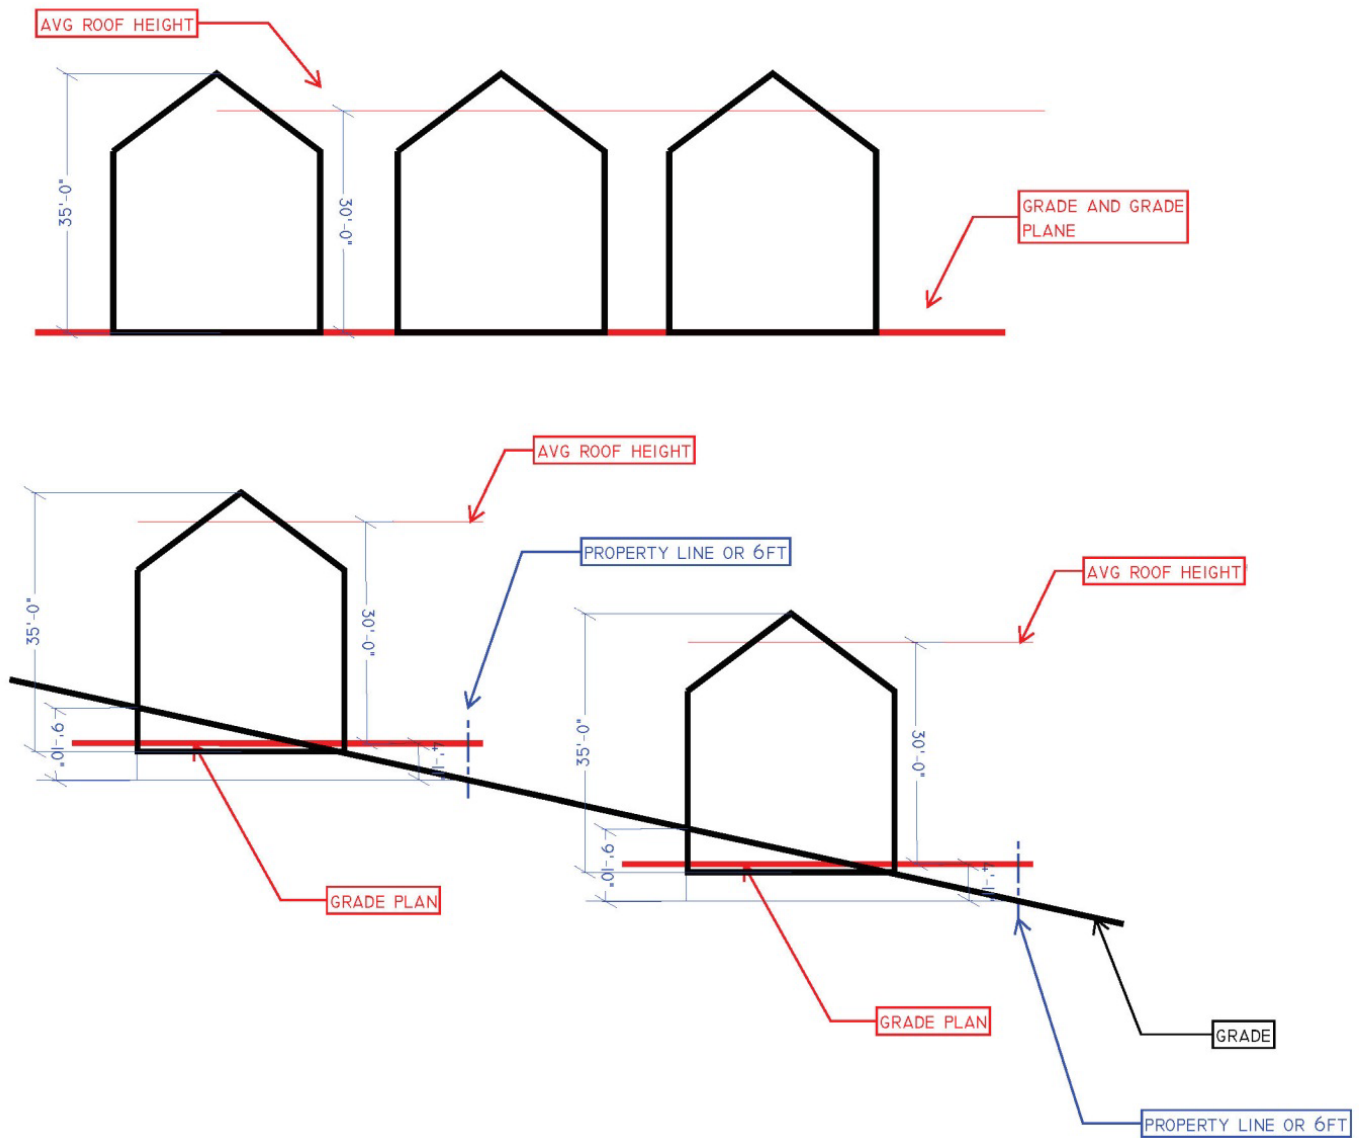 AVG ROOF HEIGHT
35'-0"
30'-0"
GRADE AND GRADE
PLANE
AVG ROOF HEIGHT
PROPERTY LINE OR 6FT
AVG ROOF HEIGHT
35'-0"
30'-0"
9'-10"
35'-0"
30'-0"
9'-10"
GRADE PLAN
GRADE PLAN
GRADE
PROPERTY LINE OR 6FT